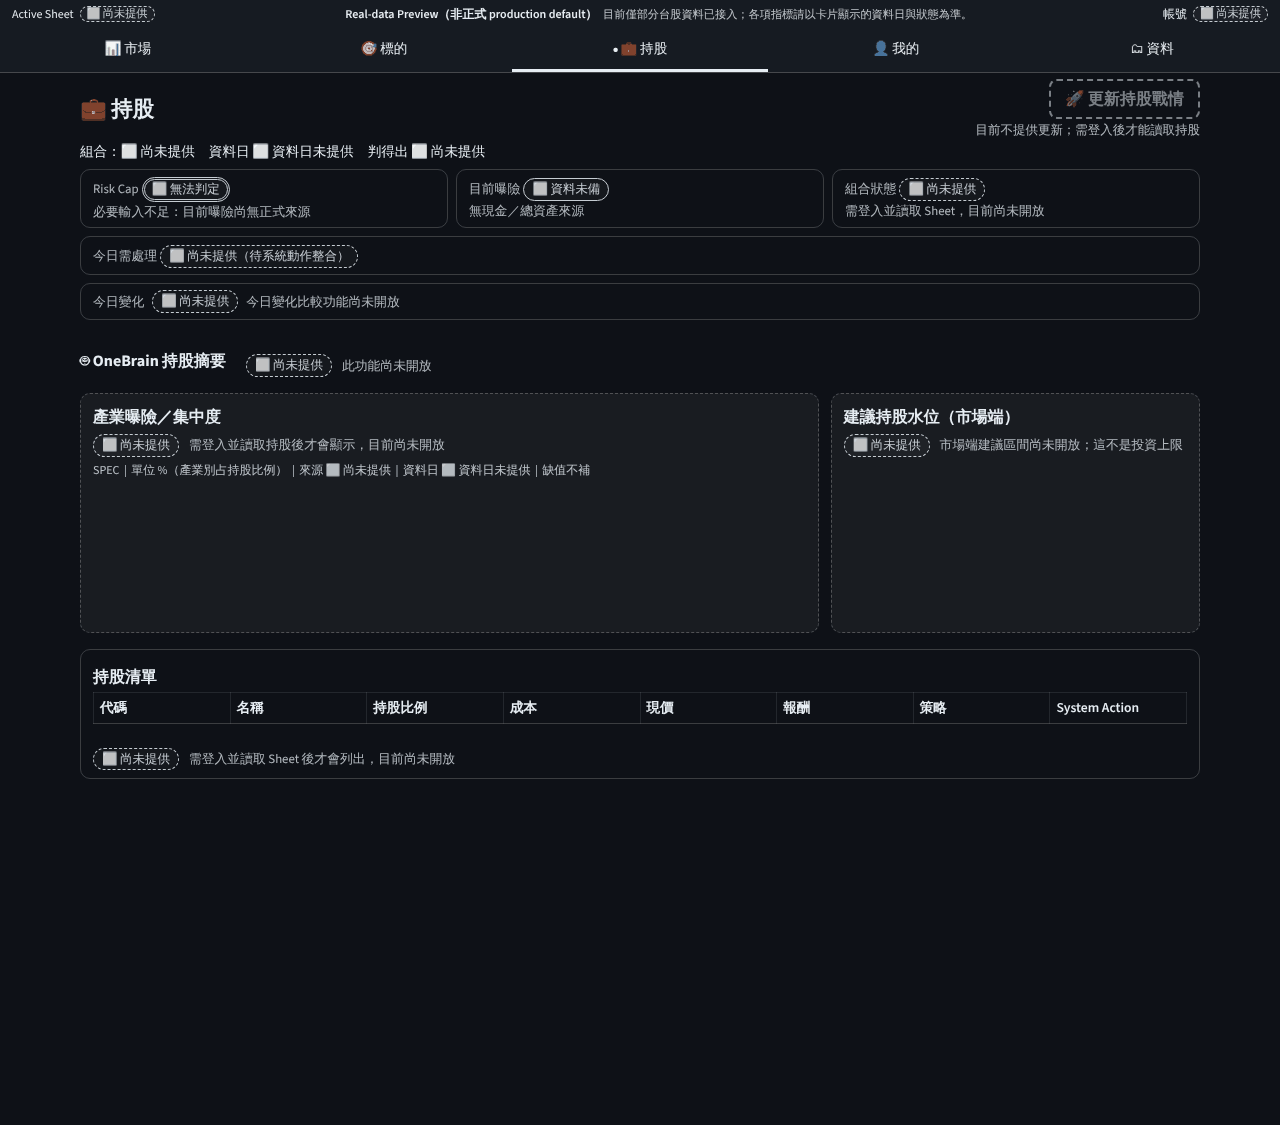 Active Sheet ⬜ 尚未提供 Real-data Preview（非正式 production default） 目前僅部分台股資料已接入；各項指標請以卡片顯示的資料日與狀態為準。 帳號 ⬜ 尚未提供
📊 市場 🎯 標的 • 💼 持股 👤 我的 🗂 資料
💼 持股
🚀 更新持股戰情
目前不提供更新；需登入後才能讀取持股
組合：⬜ 尚未提供 資料日 ⬜ 資料日未提供 判得出 ⬜ 尚未提供
Risk Cap ⬜ 無法判定
必要輸入不足：目前曝險尚無正式來源
目前曝險 ⬜ 資料未備
無現金／總資產來源
組合狀態 ⬜ 尚未提供
需登入並讀取 Sheet，目前尚未開放
今日需處理 ⬜ 尚未提供（待系統動作整合）
今日變化 ⬜ 尚未提供 今日變化比較功能尚未開放
OneBrain 持股摘要 ⬜ 尚未提供 此功能尚未開放
產業曝險／集中度
⬜ 尚未提供 需登入並讀取持股後才會顯示，目前尚未開放
SPEC｜單位 %（產業別占持股比例）｜來源 ⬜ 尚未提供｜資料日 ⬜ 資料日未提供｜缺值不補
建議持股水位（市場端）
⬜ 尚未提供 市場端建議區間尚未開放；這不是投資上限
持股清單
代碼 名稱 持股比例 成本 現價 報酬 策略 System Action
⬜ 尚未提供 需登入並讀取 Sheet 後才會列出，目前尚未開放